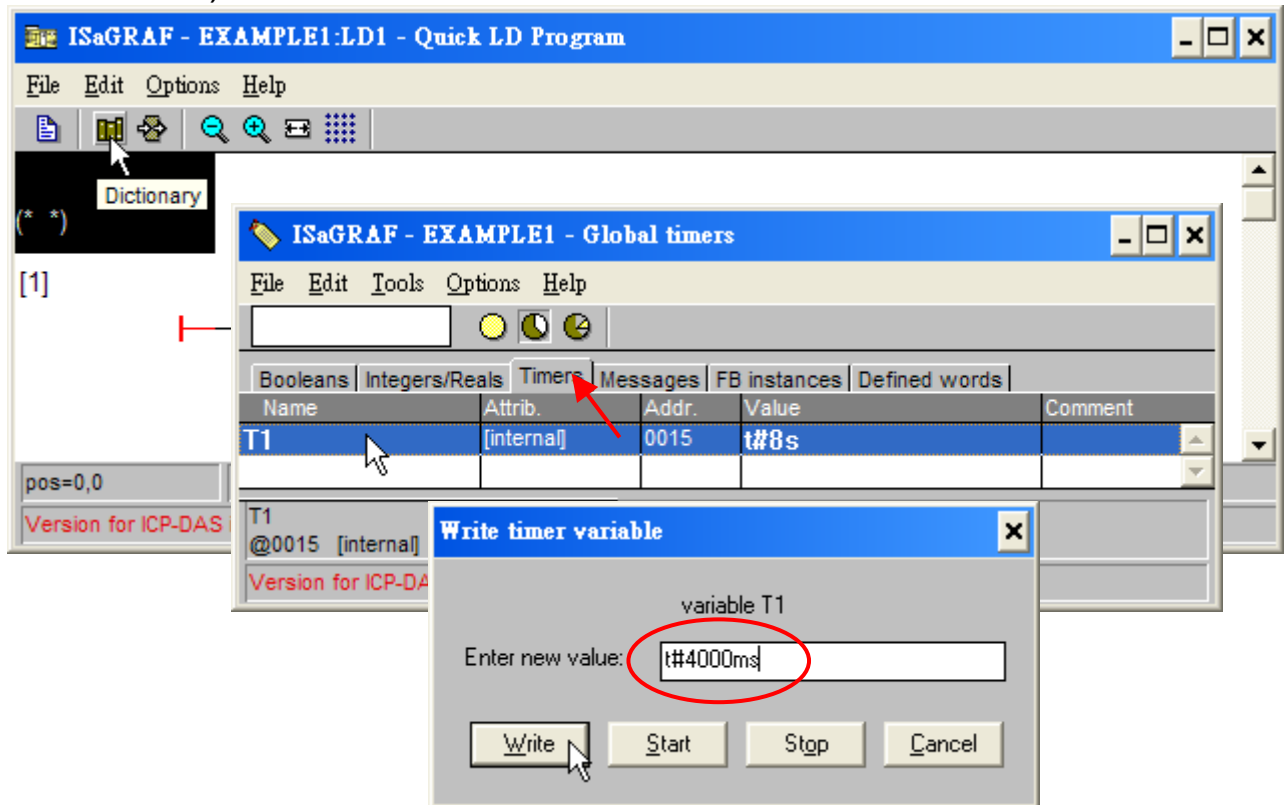 ISaGRAF - EXAMPLE1:LD1 - Quick LD Program
File Edit Options Help
Dictionary
(* *)
[1]
pos=0,0
Version for ICP-DAS
ISaGRAF - EXAMPLE1 - Global timers
File Edit Tools Options Help
Booleans Integers/Reals Timers Messages FB instances Defined words
Name Attrib. Addr. Value Comment
T1 [internal] 0015 t#8s
T1
@0015 [internal]
Version for ICP-DA
Write timer variable
variable T1
Enter new value: t#4000ms
Write Start Stop Cancel